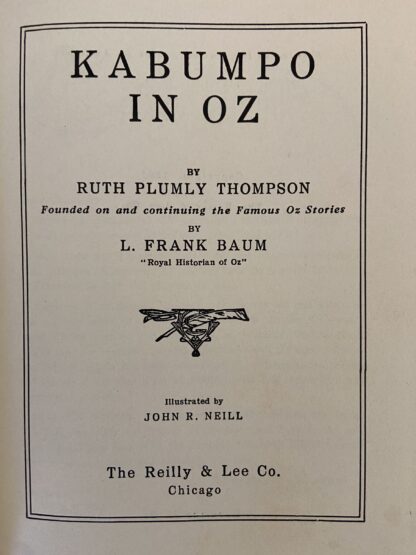 KABUMPO
IN OZ
BY
RUTH PLUMLY THOMPSON
Founded on and continuing the Famous Oz Stories
BY
L. FRANK BAUM
"Royal Historian of Oz"
Illustrated by
JOHN R. NEILL
The Reilly & Lee Co.
Chicago